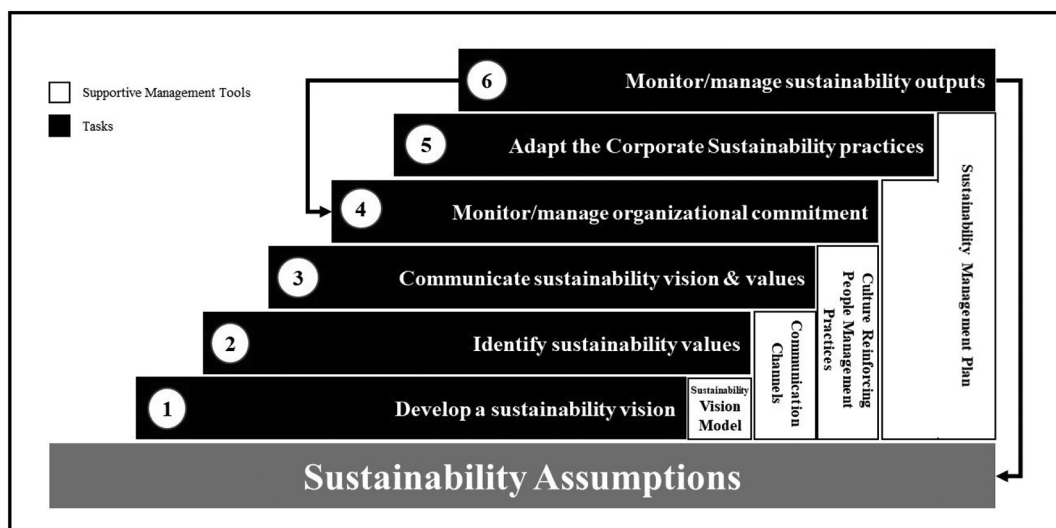 6
Monitor/manage sustainability outputs
Supportive Management Tools
Tasks
5
Adapt the Corporate Sustainability practices
4
Monitor/manage organizational commitment
3
Communicate sustainability vision & values
2
Identify sustainability values
1
Develop a sustainability vision
Sustainability
Vision
Model
Communication
Channels
Culture Reinforcing
People Management
Practices
Sustainability Management Plan
Sustainability Assumptions